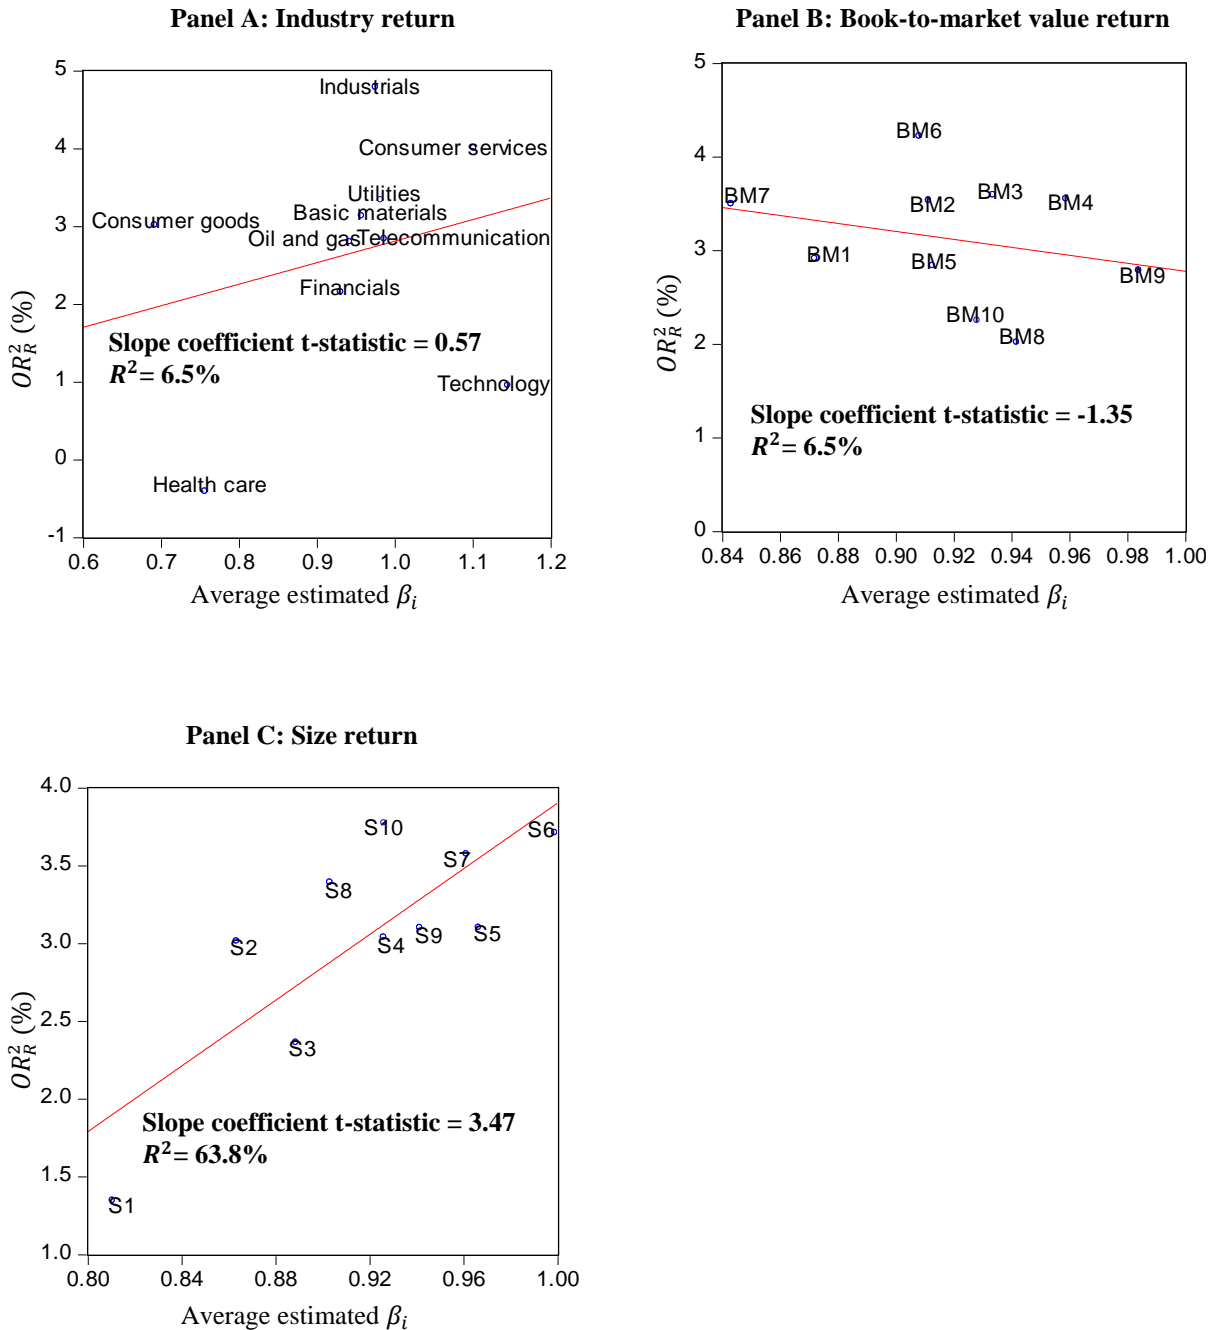 Panel A: Industry return
5
4
3
2
1
0
-1
OR²_R (%)
Industrials
Consumer services
Utilities
Basic materials
Consumer goods
Oil and gas
Telecommunication
Financials
Slope coefficient t-statistic = 0.57
R² = 6.5%
Technology
Health care
0.6 0.7 0.8 0.9 1.0 1.1 1.2
Average estimated β_i
Panel B: Book-to-market value return
5
4
3
2
1
0
OR²_R (%)
BM6
BM7
BM3
BM2
BM4
BM1
BM5
BM9
BM10
BM8
Slope coefficient t-statistic = -1.35
R² = 6.5%
0.84 0.86 0.88 0.90 0.92 0.94 0.96 0.98 1.00
Average estimated β_i
Panel C: Size return
4.0
3.5
3.0
2.5
2.0
1.5
1.0
OR²_R (%)
S10
S6
S7
S8
S2
S4
S9
S5
S3
Slope coefficient t-statistic = 3.47
R² = 63.8%
S1
0.80 0.84 0.88 0.92 0.96 1.00
Average estimated β_i